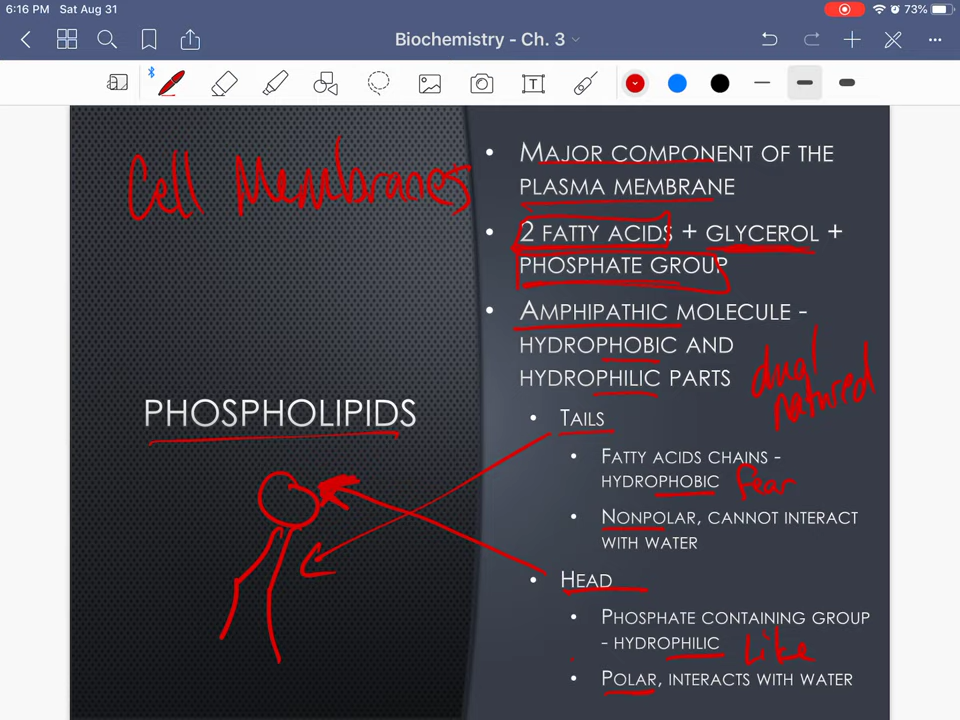 6:16 PM Sat Aug 31
73%
Biochemistry - Ch. 3
Cell Membranes
PHOSPHOLIPIDS
• MAJOR COMPONENT OF THE
PLASMA MEMBRANE
• 2 FATTY ACIDS + GLYCEROL +
PHOSPHATE GROUP
• AMPHIPATHIC MOLECULE -
HYDROPHOBIC AND
HYDROPHILIC PARTS
dual
natured
• TAILS
• FATTY ACIDS CHAINS -
HYDROPHOBIC fear
• NONPOLAR, CANNOT INTERACT
WITH WATER
• HEAD
• PHOSPHATE CONTAINING GROUP
- HYDROPHILIC Like
• POLAR, INTERACTS WITH WATER